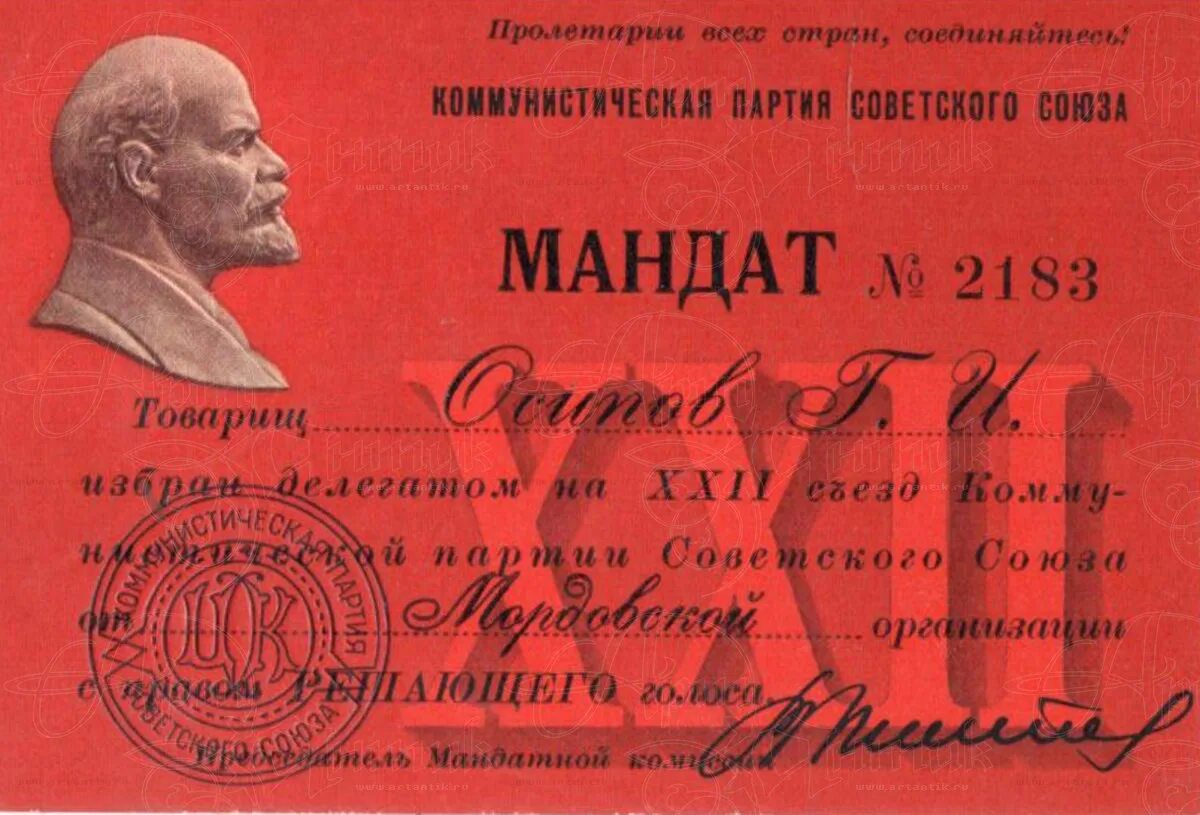 Пролетарии всех стран, соединяйтесь!
КОММУНИСТИЧЕСКАЯ ПАРТИЯ СОВЕТСКОГО СОЮЗА
МАНДАТ № 2183
XXII
Товарищ Осипов Г. И.
избран делегатом на XXII съезд Комму-
нистической партии Советского Союза
от Мордовской организации
с правом РЕШАЮЩЕГО голоса
Председатель Мандатной комиссии
КОММУНИСТИЧЕСКАЯ ПАРТИЯ
СОВЕТСКОГО СОЮЗА
ЦК
www.artantik.ru